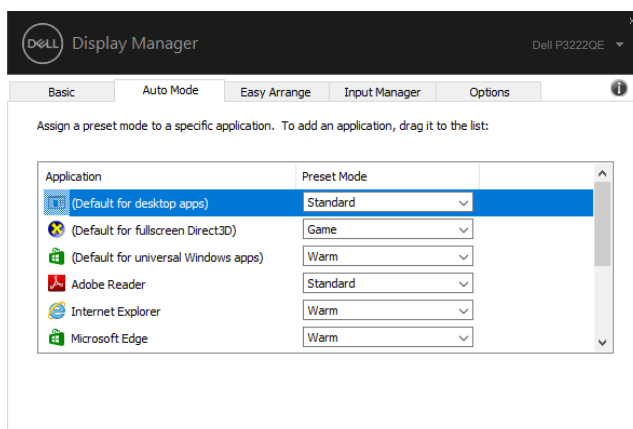 DELL Display Manager
Dell P3222QE
Basic Auto Mode Easy Arrange Input Manager Options
Assign a preset mode to a specific application. To add an application, drag it to the list:
Application Preset Mode
(Default for desktop apps) Standard
(Default for fullscreen Direct3D) Game
(Default for universal Windows apps) Warm
Adobe Reader Standard
Internet Explorer Warm
Microsoft Edge Warm